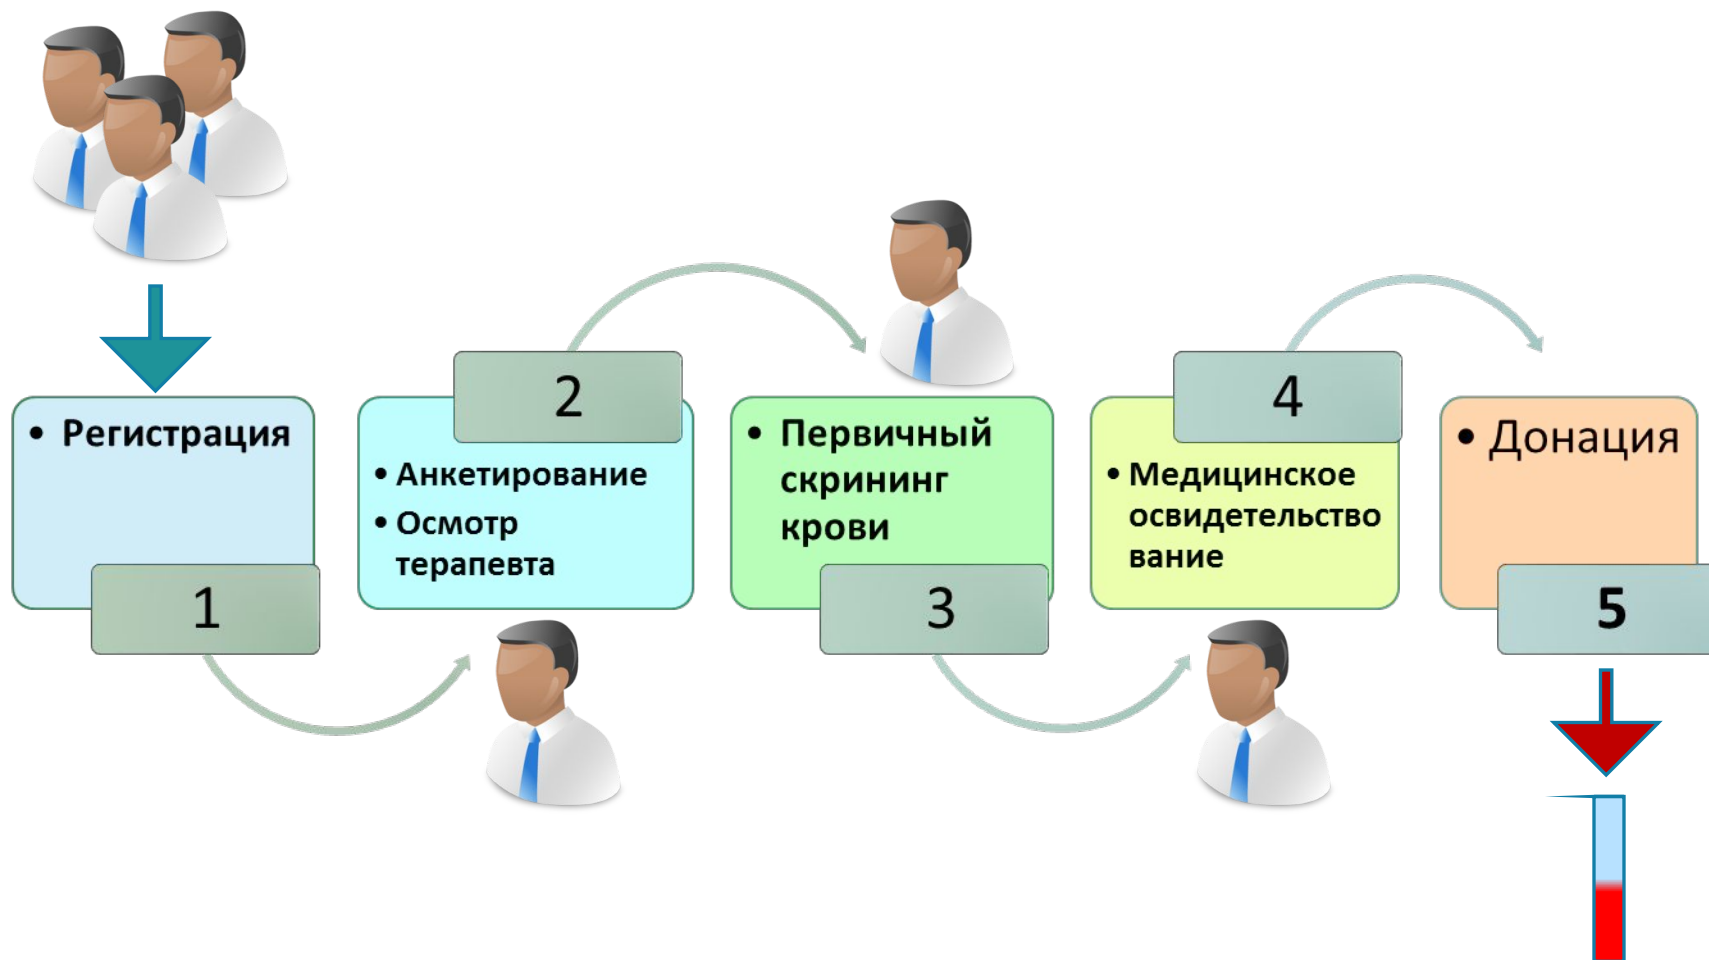 • Регистрация
1
2
• Анкетирование
• Осмотр
терапевта
• Первичный
скрининг
крови
3
4
• Медицинское
освидетельство
вание
• Донация
5